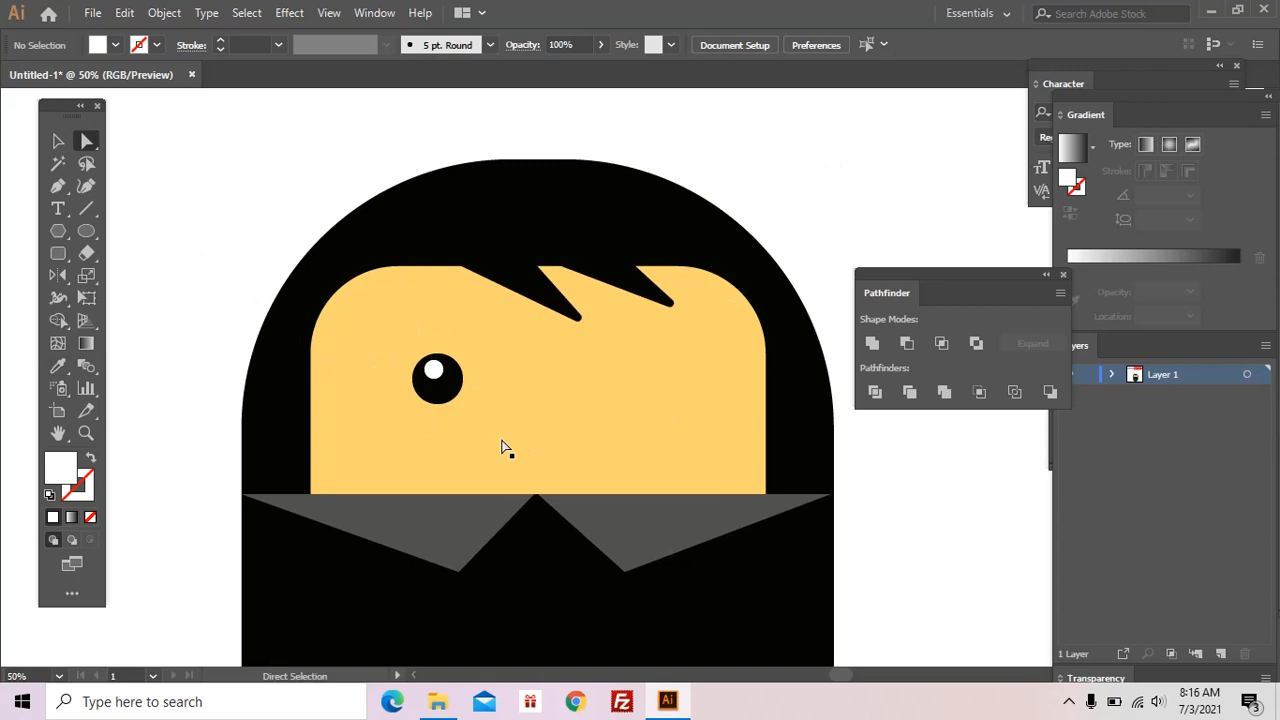 Ai File Edit Object Type Select Effect View Window Help Essentials Search Adobe Stock
No Selection Stroke: 5 pt. Round Opacity: 100% Style: Document Setup Preferences
Untitled-1* @ 50% (RGB/Preview)
Character
Gradient
Type:
Stroke:
Opacity:
Location:
Pathfinder
Shape Modes:
Expand
Pathfinders:
Layer 1
1 Layer
Transparency
50% 1 Direct Selection
Type here to search
Ai
8:16 AM
7/3/2021
3